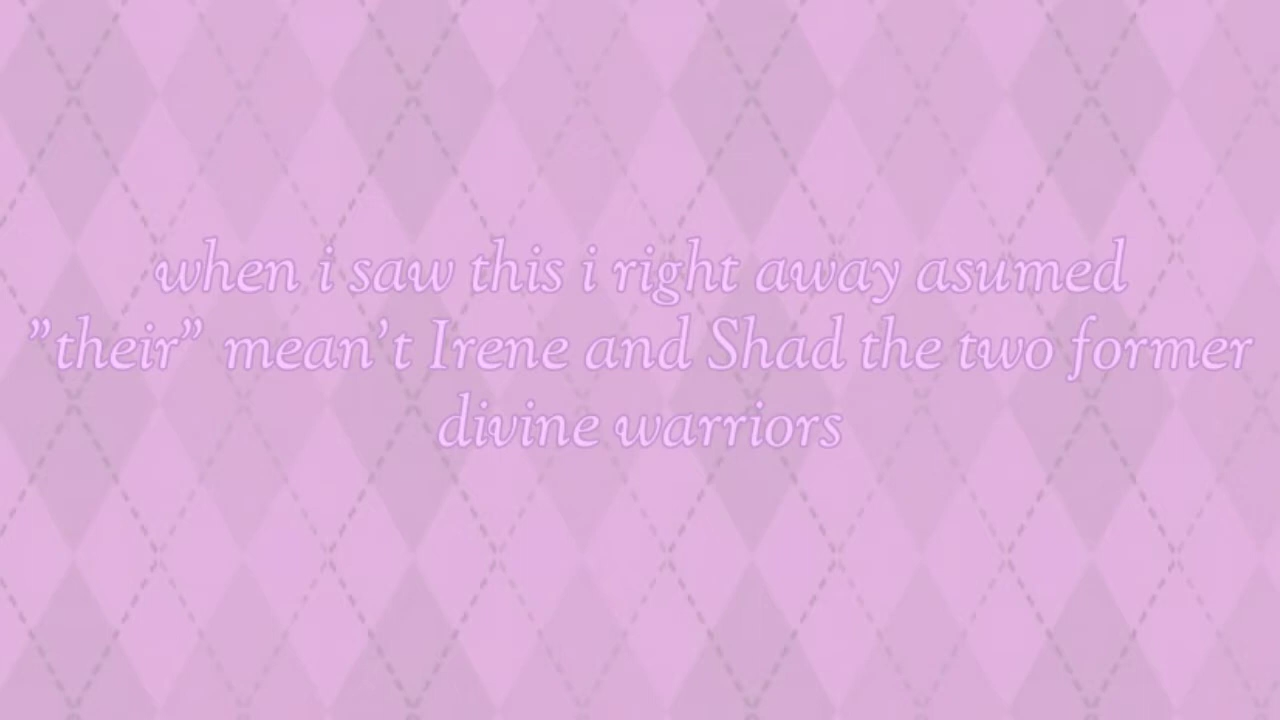 when i saw this i right away asumed
"their" mean't Irene and Shad the two former
divine warriors